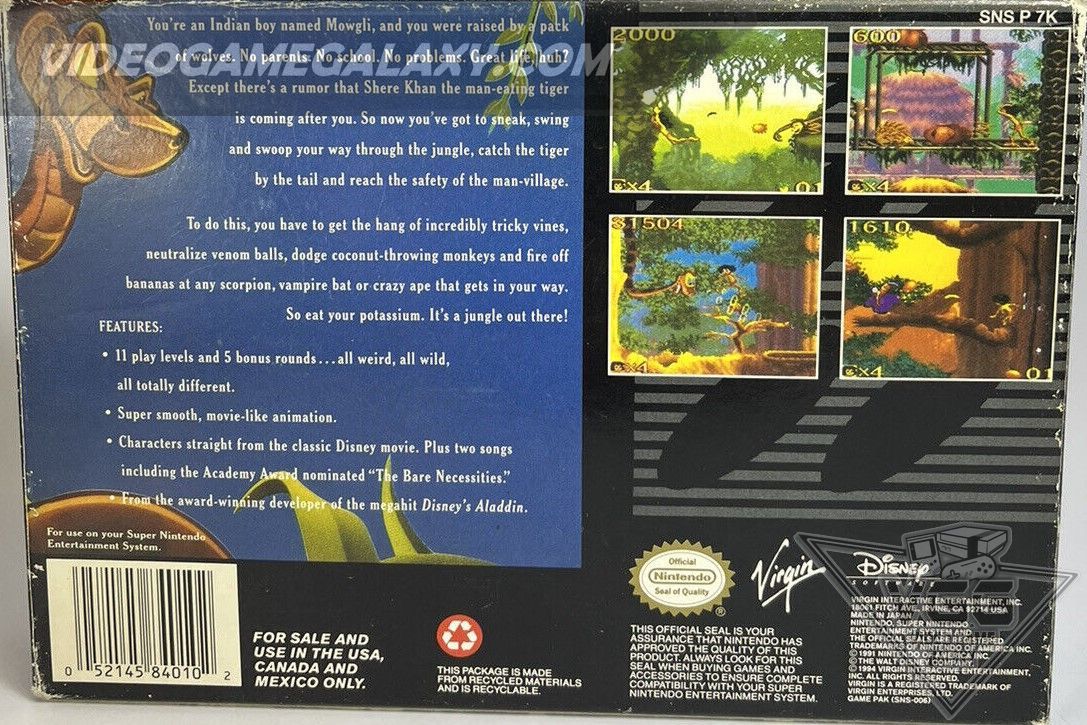 You're an Indian boy named Mowgli, and you were raised by a pack
of wolves. No parents. No school. No problems. Great life, huh?
Except there's a rumor that Shere Khan the man-eating tiger
is coming after you. So now you've got to sneak, swing
and swoop your way through the jungle, catch the tiger
by the tail and reach the safety of the man-village.
To do this, you have to get the hang of incredibly tricky vines,
neutralize venom balls, dodge coconut-throwing monkeys and fire off
bananas at any scorpion, vampire bat or crazy ape that gets in your way.
So eat your potassium. It's a jungle out there!
FEATURES:
• 11 play levels and 5 bonus rounds...all weird, all wild,
all totally different.
• Super smooth, movie-like animation.
• Characters straight from the classic Disney movie. Plus two songs
including the Academy Award nominated "The Bare Necessities."
• From the award-winning developer of the megahit Disney's Aladdin.
For use on your Super Nintendo
Entertainment System.
VIDEOGAMEGALAXY.COM
SNS P 7K
2000
x4
01
600
x4
31504
x4
1610
x4
01
0 52145 84010 2
FOR SALE AND
USE IN THE USA,
CANADA AND
MEXICO ONLY.
THIS PACKAGE IS MADE
FROM RECYCLED MATERIALS
AND IS RECYCLABLE.
Official
Nintendo
Seal of Quality
®
THIS OFFICIAL SEAL IS YOUR
ASSURANCE THAT NINTENDO HAS
APPROVED THE QUALITY OF THIS
PRODUCT. ALWAYS LOOK FOR THIS
SEAL WHEN BUYING GAMES AND
ACCESSORIES TO ENSURE COMPLETE
COMPATIBILITY WITH YOUR SUPER
NINTENDO ENTERTAINMENT SYSTEM.
Virgin
Disney
SOFTWARE
VIRGIN INTERACTIVE ENTERTAINMENT, INC.
18061 FITCH AVE., IRVINE, CA 92714 USA
MADE IN JAPAN
NINTENDO, SUPER NINTENDO
ENTERTAINMENT SYSTEM AND
THE OFFICIAL SEALS ARE REGISTERED
TRADEMARKS OF NINTENDO OF AMERICA INC.
©1991 NINTENDO OF AMERICA INC.
© THE WALT DISNEY COMPANY.
© 1994 VIRGIN INTERACTIVE ENTERTAINMENT,
INC. ALL RIGHTS RESERVED.
VIRGIN IS A REGISTERED TRADEMARK OF
VIRGIN ENTERPRISES, LTD.
GAME PAK (SNS-006)